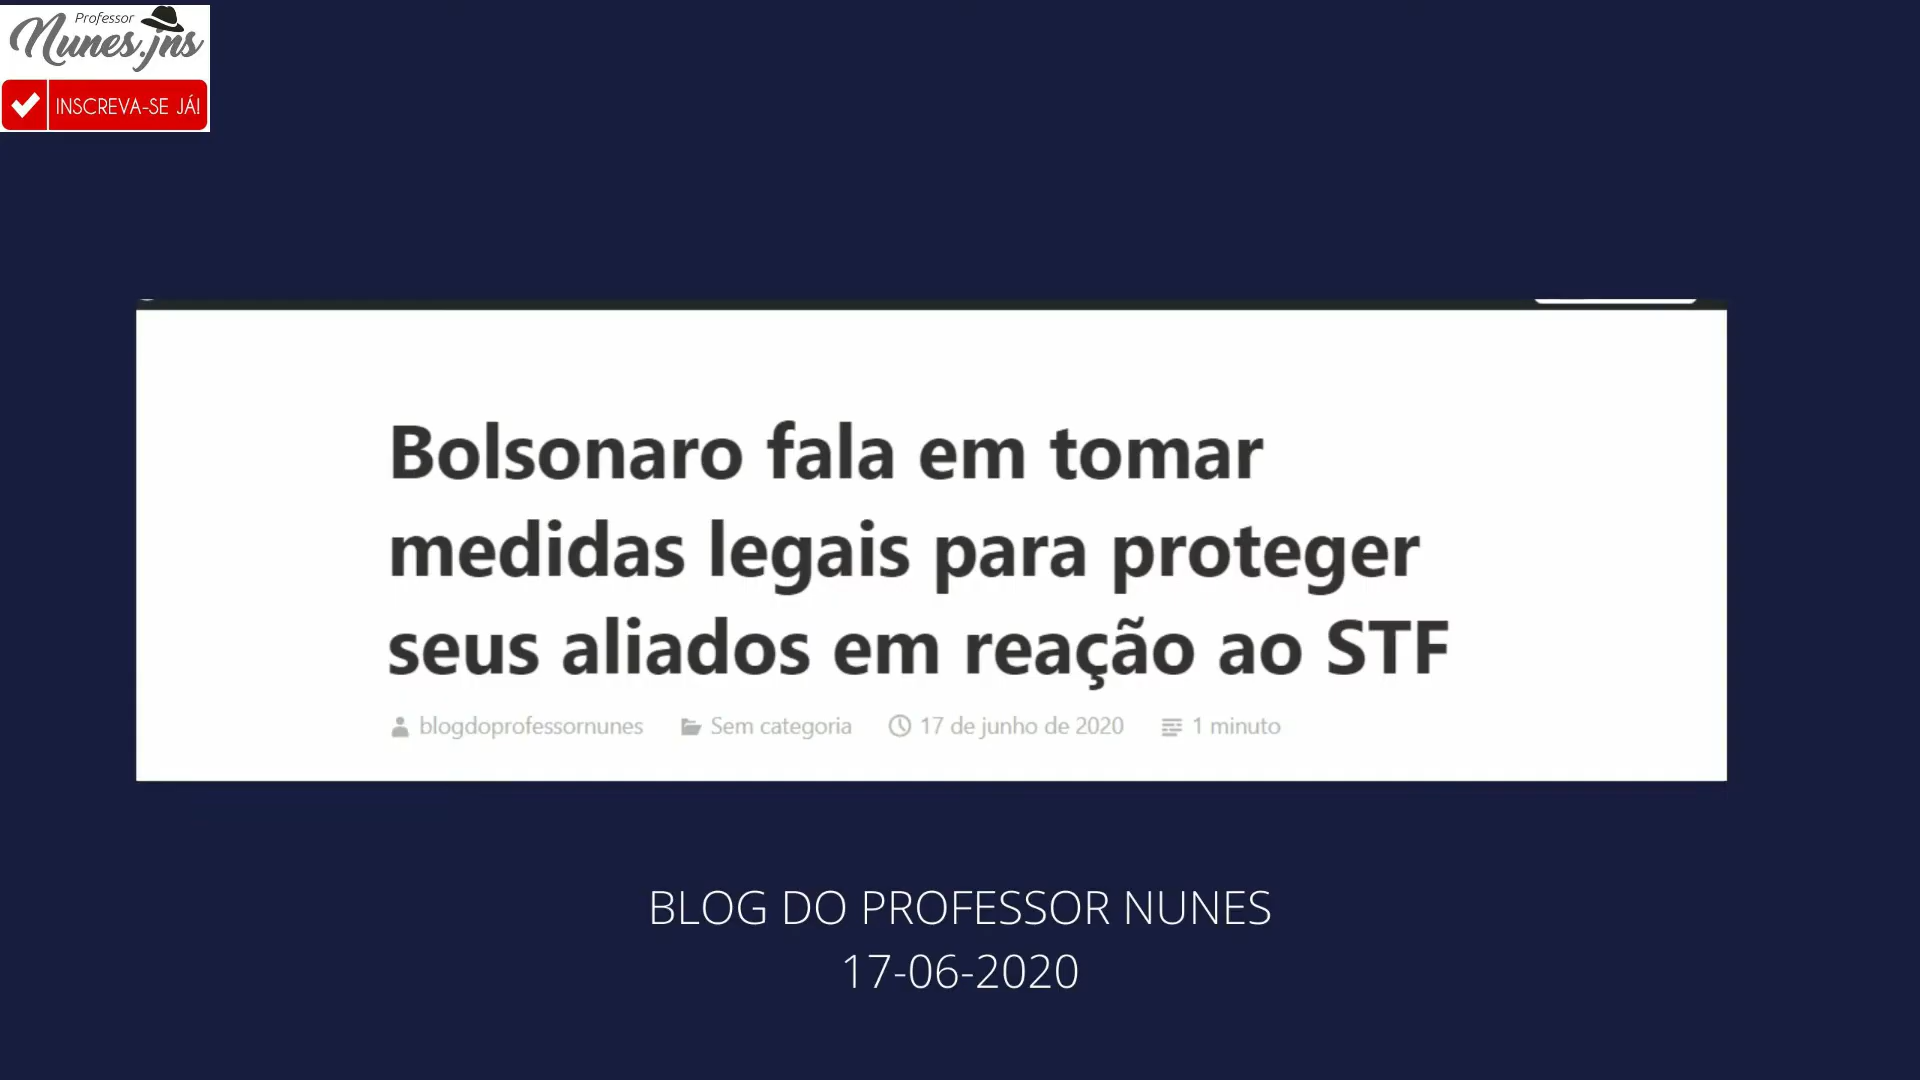 Professor
Nunes.jns
INSCREVA-SE JÁ!
Bolsonaro fala em tomar
medidas legais para proteger
seus aliados em reação ao STF
blogdoprofessornunes Sem categoria 17 de junho de 2020 1 minuto
BLOG DO PROFESSOR NUNES
17-06-2020